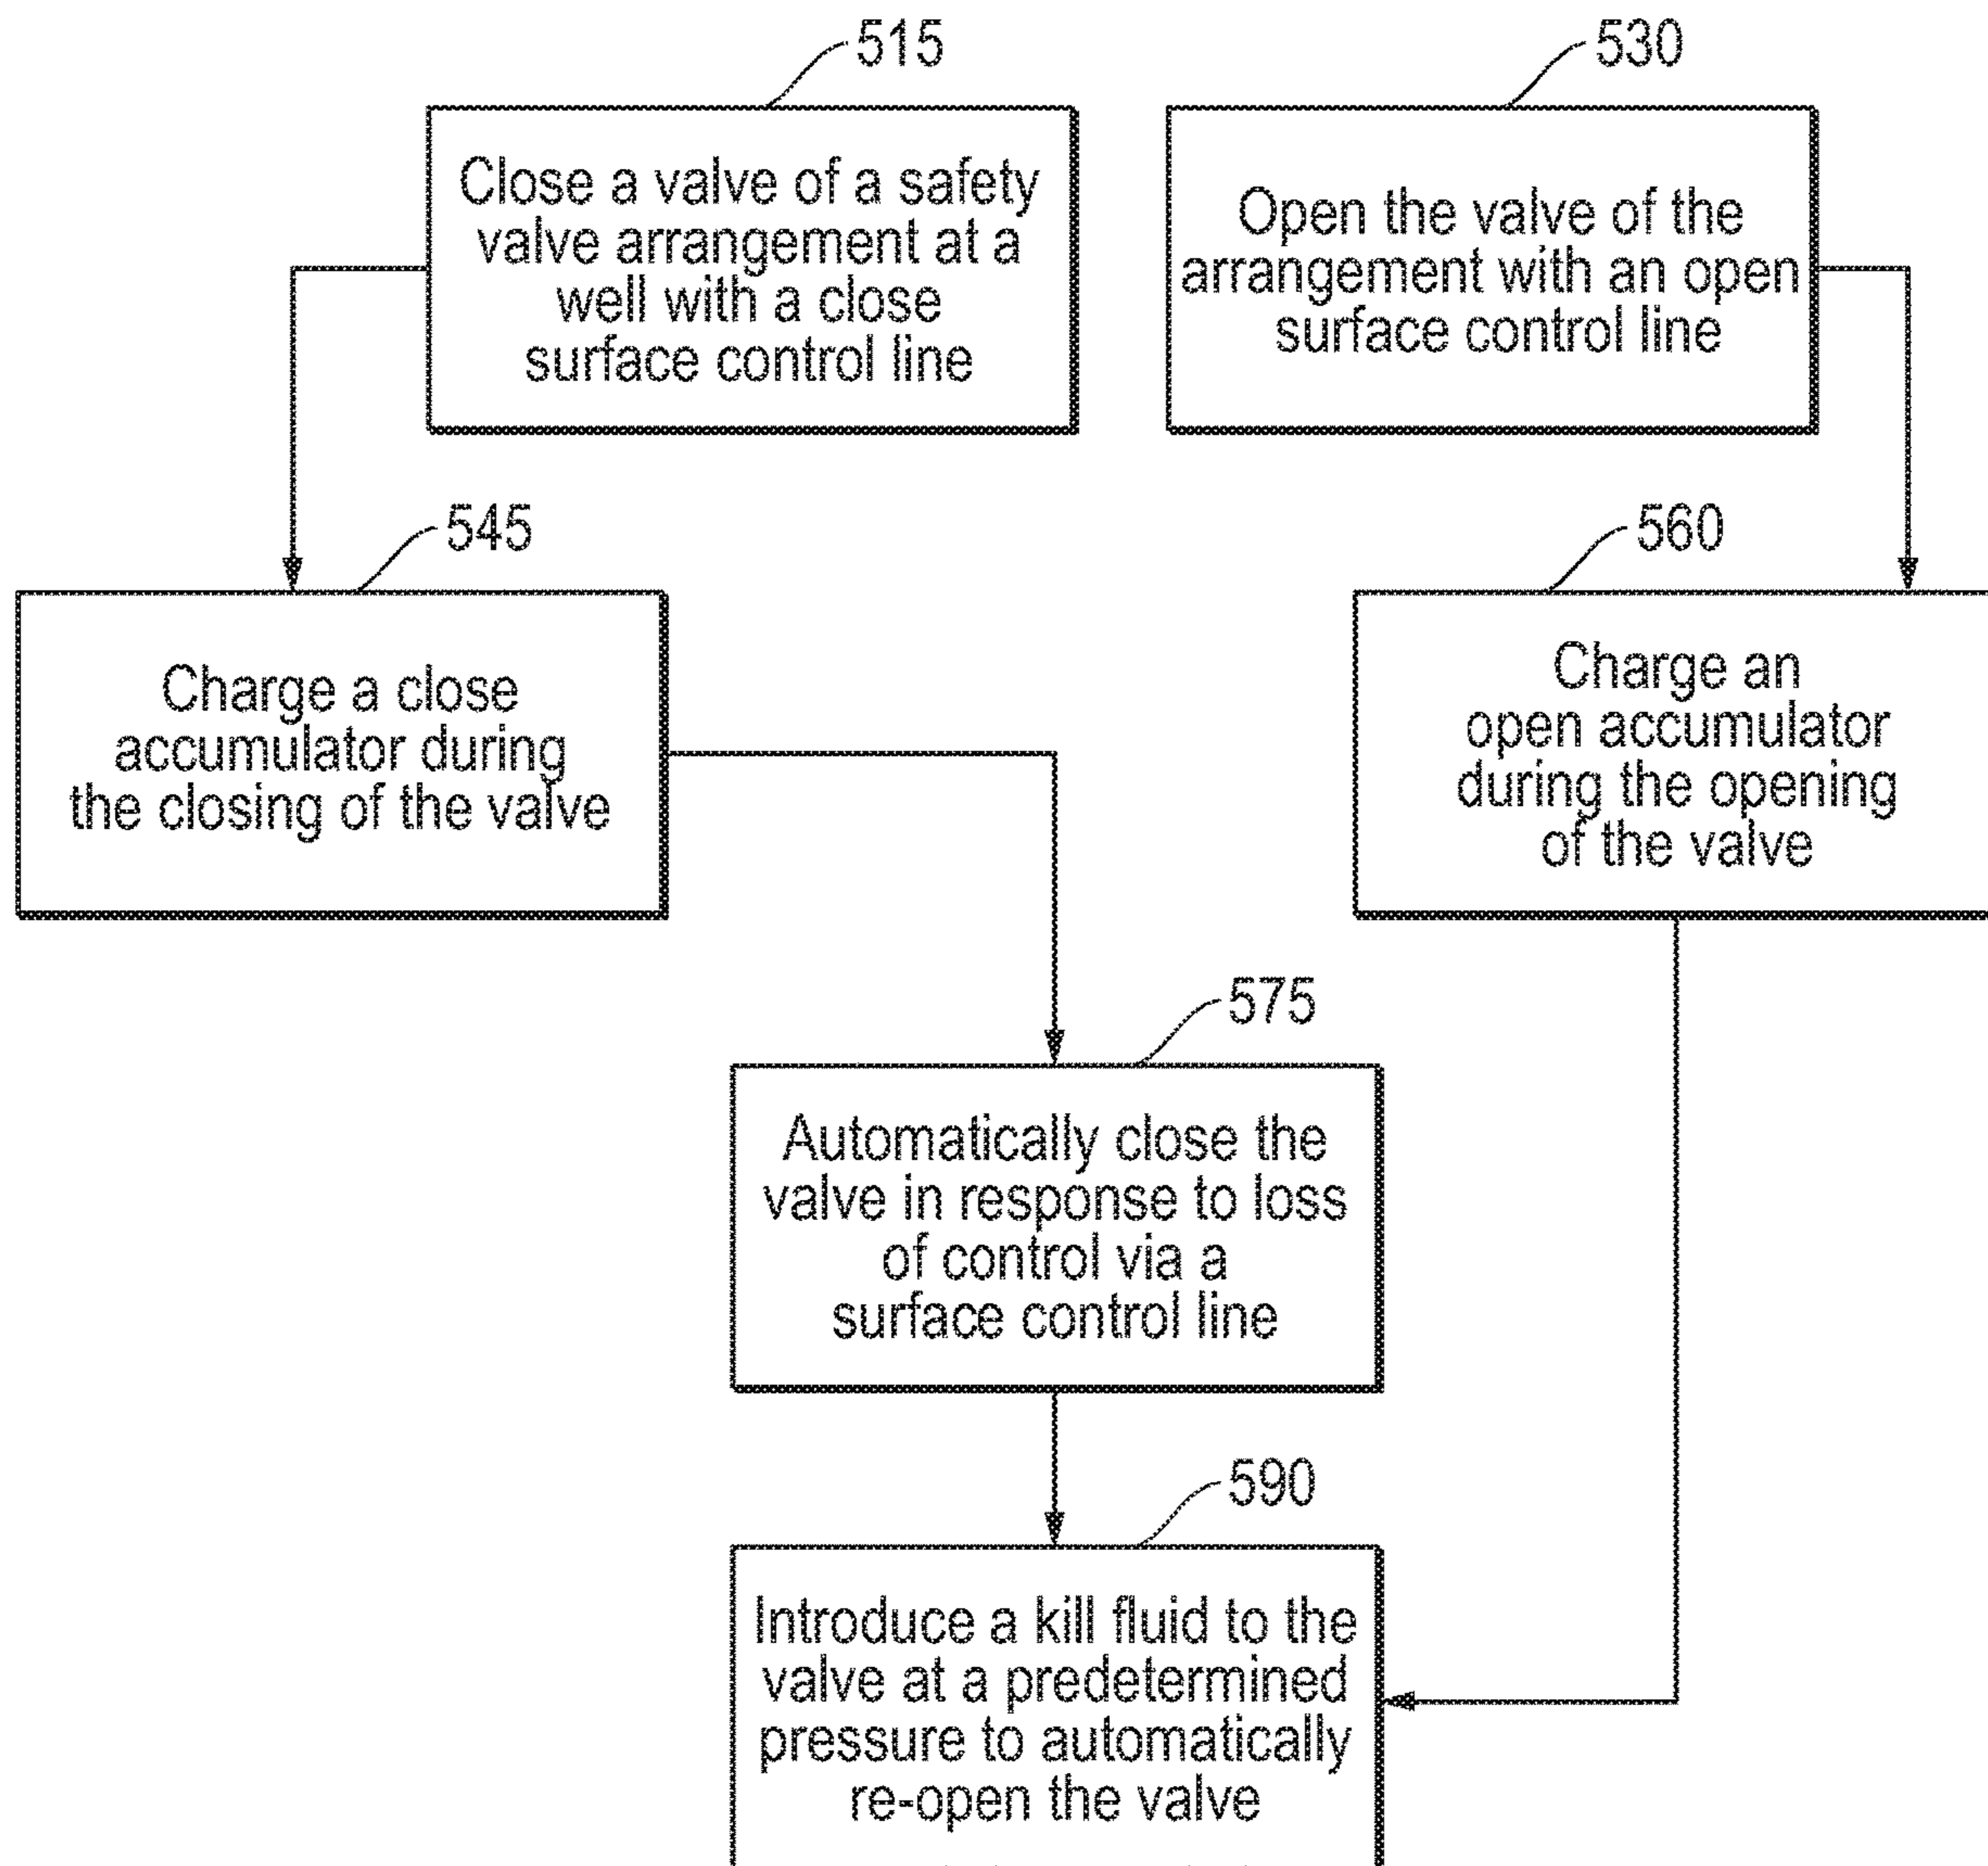 515
530
Close a valve of a safety
valve arrangement at a
well with a close
surface control line
Open the valve of the
arrangement with an open
surface control line
545
560
Charge a close
accumulator during
the closing of the valve
Charge an
open accumulator
during the opening
of the valve
575
Automatically close the
valve in response to loss
of control via a
surface control line
590
Introduce a kill fluid to the
valve at a predetermined
pressure to automatically
re-open the valve